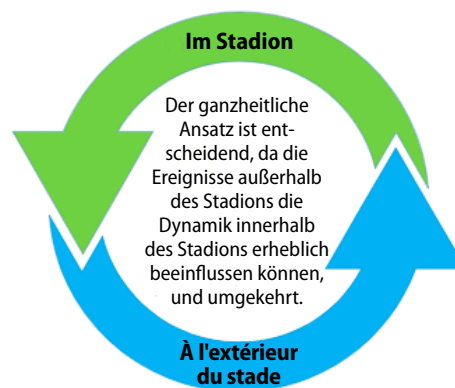 Im Stadion
Der ganzheitliche
Ansatz ist ent-
scheidend, da die
Ereignisse außerhalb
des Stadions die
Dynamik innerhalb
des Stadions erheblich
beeinflussen können,
und umgekehrt.
À l'extérieur
du stade